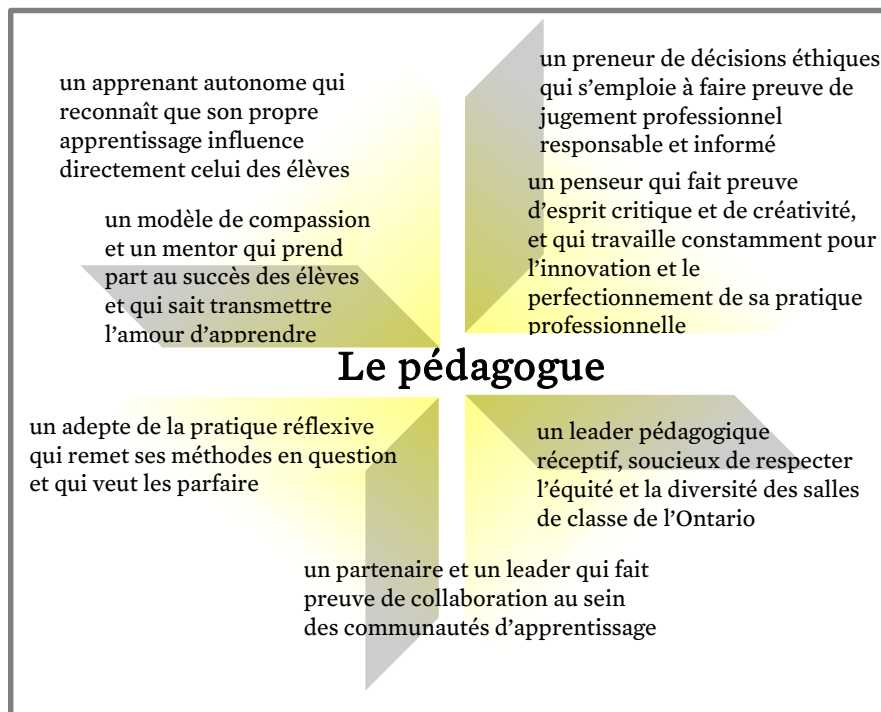 un apprenant autonome qui
reconnaît que son propre
apprentissage influence
directement celui des élèves
un preneur de décisions éthiques
qui s’emploie à faire preuve de
jugement professionnel
responsable et informé
un modèle de compassion
et un mentor qui prend
part au succès des élèves
et qui sait transmettre
l’amour d’apprendre
un penseur qui fait preuve
d’esprit critique et de créativité,
et qui travaille constamment pour
l’innovation et le
perfectionnement de sa pratique
professionnelle
Le pédagogue
un adepte de la pratique réflexive
qui remet ses méthodes en question
et qui veut les parfaire
un leader pédagogique
réceptif, soucieux de respecter
l’équité et la diversité des salles
de classe de l’Ontario
un partenaire et un leader qui fait
preuve de collaboration au sein
des communautés d’apprentissage